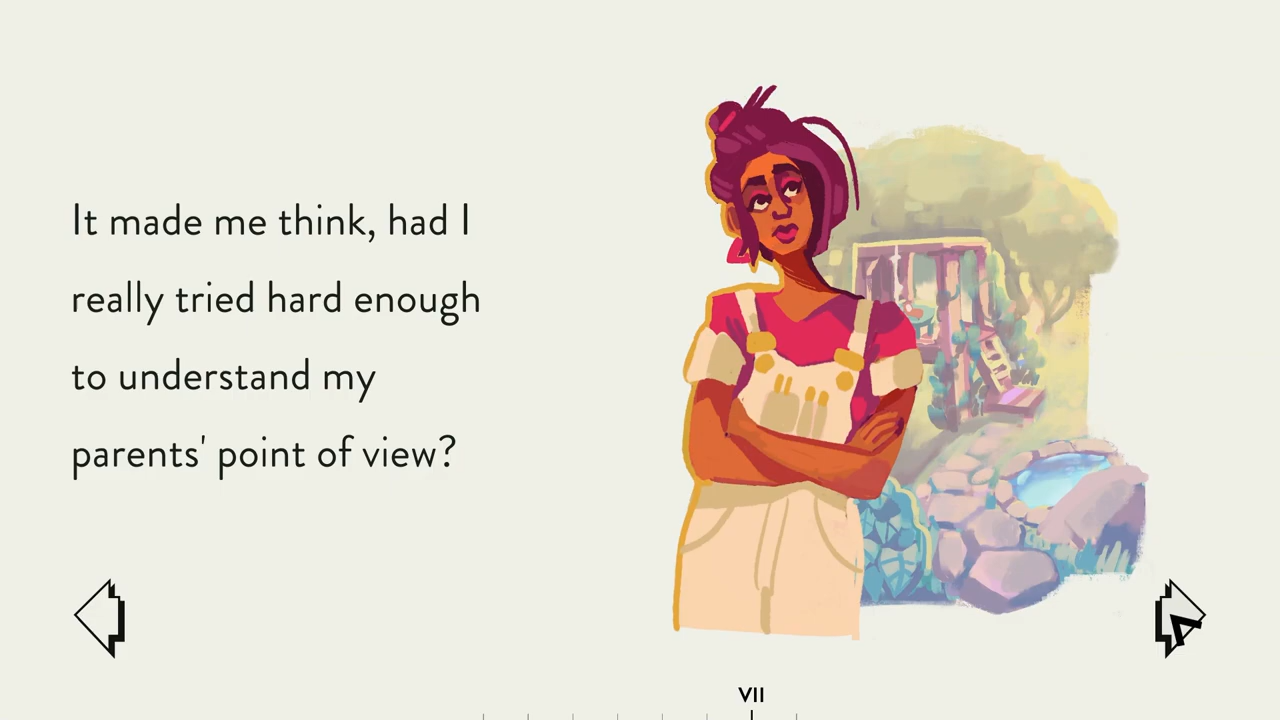 It made me think, had I
really tried hard enough
to understand my
parents' point of view?
VII